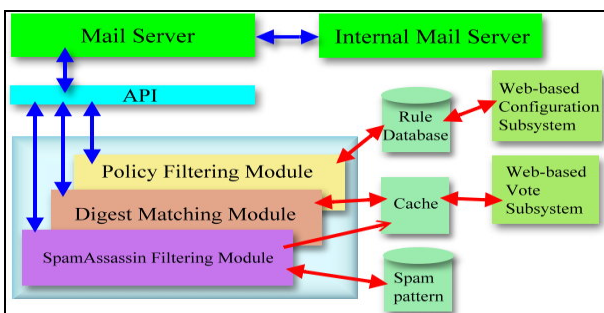 Mail Server
Internal Mail Server
API
Policy Filtering Module
Digest Matching Module
SpamAssassin Filtering Module
Rule
Database
Cache
Spam
pattern
Web-based
Configuration
Subsystem
Web-based
Vote
Subsystem